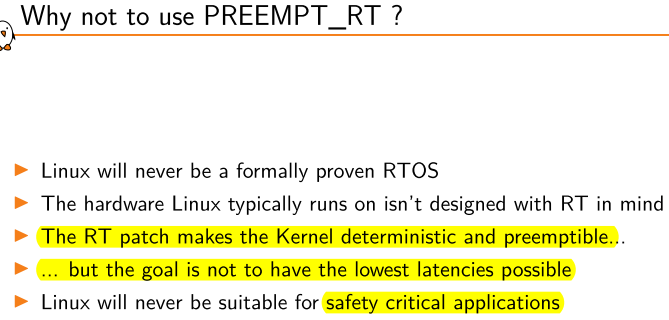 Why not to use PREEMPT_RT ?
Linux will never be a formally proven RTOS
The hardware Linux typically runs on isn't designed with RT in mind
The RT patch makes the Kernel deterministic and preemptible...
... but the goal is not to have the lowest latencies possible
Linux will never be suitable for safety critical applications